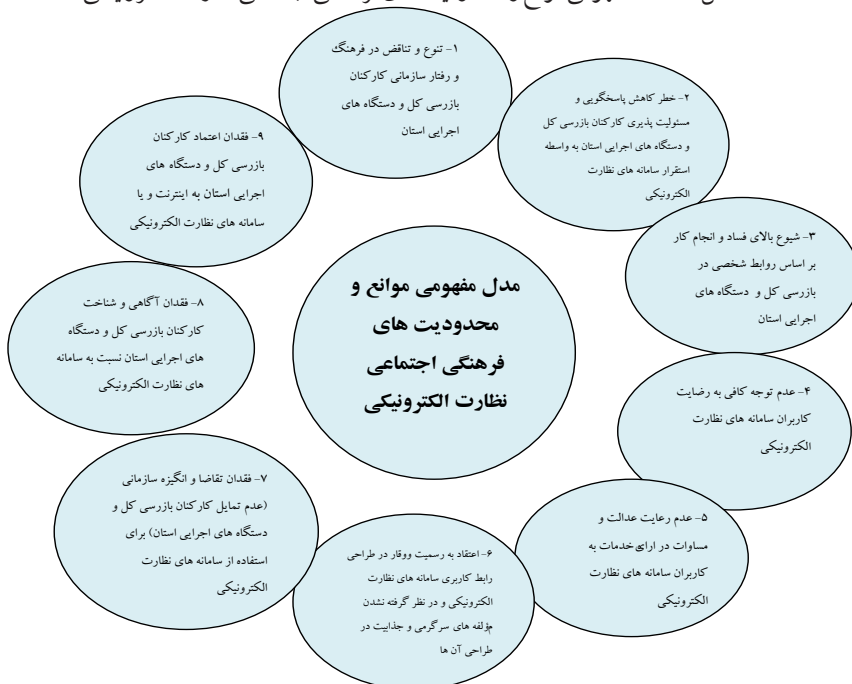 ۱- تنوع و تناقض در فرهنگ
و رفتار سازمانی کارکنان
بازرسی کل و دستگاه های
اجرایی استان
۲- خطر کاهش پاسخگویی و
مسئولیت پذیری کارکنان بازرسی کل
و دستگاه های اجرایی استان به واسطه
استقرار سامانه های نظارت
الکترونیکی
۳- شیوع بالای فساد و انجام کار
بر اساس روابط شخصی در
بازرسی کل و دستگاه های
اجرایی استان
۴- عدم توجه کافی به رضایت
کاربران سامانه های نظارت
الکترونیکی
۵- عدم رعایت عدالت و
مساوات در ارایه‌ی خدمات به
کاربران سامانه های نظارت
الکترونیکی
۶- اعتقاد به رسمیت ووقار در طراحی
رابط کاربری سامانه های نظارت
الکترونیکی و در نظر گرفته نشدن
مؤلفه های سرگرمی و جذابیت در
طراحی آن ها
۷- فقدان تقاضا و انگیزه سازمانی
(عدم تمایل کارکنان بازرسی کل و
دستگاه های اجرایی استان) برای
استفاده از سامانه های نظارت
الکترونیکی
۸- فقدان آگاهی و شناخت
کارکنان بازرسی کل و دستگاه
های اجرایی استان نسبت به سامانه
های نظارت الکترونیکی
۹- فقدان اعتماد کارکنان
بازرسی کل و دستگاه های
اجرایی استان به اینترنت و یا
سامانه های نظارت الکترونیکی
مدل مفهومی موانع و
محدودیت های
فرهنگی اجتماعی
نظارت الکترونیکی